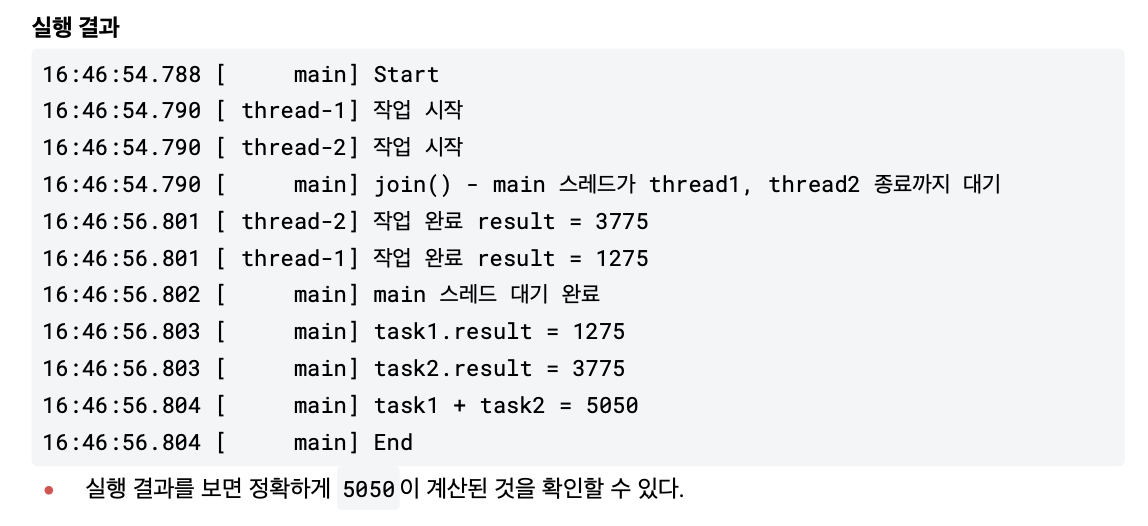 실행 결과
16:46:54.788 [     main] Start
16:46:54.790 [ thread-1] 작업 시작
16:46:54.790 [ thread-2] 작업 시작
16:46:54.790 [     main] join() - main 스레드가 thread1, thread2 종료까지 대기
16:46:56.801 [ thread-2] 작업 완료 result = 3775
16:46:56.801 [ thread-1] 작업 완료 result = 1275
16:46:56.802 [     main] main 스레드 대기 완료
16:46:56.803 [     main] task1.result = 1275
16:46:56.803 [     main] task2.result = 3775
16:46:56.804 [     main] task1 + task2 = 5050
16:46:56.804 [     main] End
• 실행 결과를 보면 정확하게 5050이 계산된 것을 확인할 수 있다.